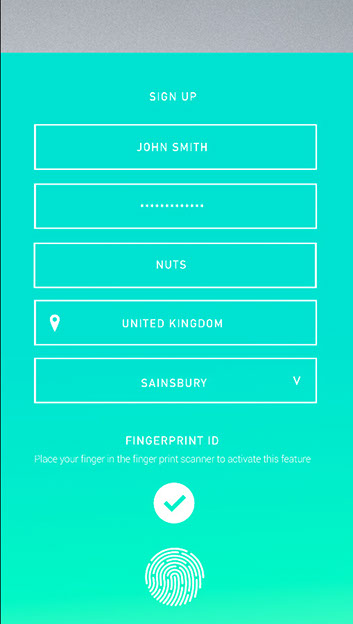 SIGN UP
JOHN SMITH
•••••••••••••
NUTS
UNITED KINGDOM
SAINSBURY V
FINGERPRINT ID
Place your finger in the finger print scanner to activate this feature